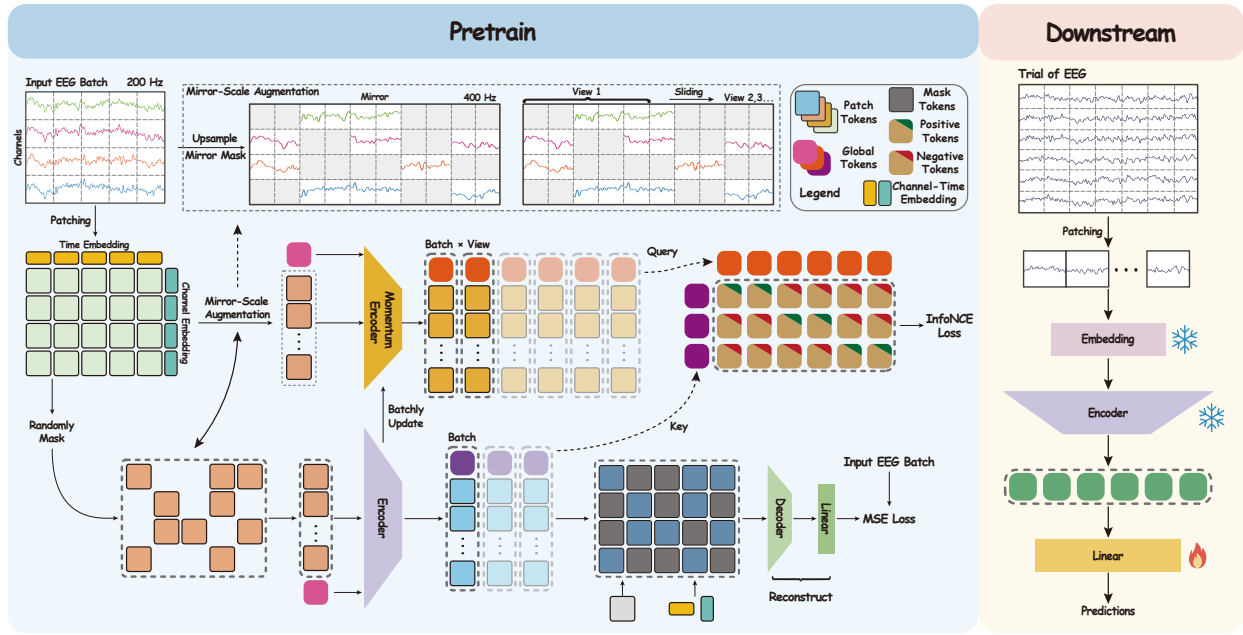 Pretrain
Downstream
Input EEG Batch
200 Hz
Channels
Mirror-Scale Augmentation
Mirror
400 Hz
Upsample
Mirror Mask
View 1
Sliding
View 2,3...
Patch
Tokens
Mask
Tokens
Positive
Tokens
Global
Tokens
Negative
Tokens
Legend
Channel-Time
Embedding
Trial of EEG
Patching
Time Embedding
Channel Embedding
Mirror-Scale
Augmentation
Momentum
Encoder
Batch × View
Query
InfoNCE
Loss
Patching
Embedding
Encoder
Randomly
Mask
Batchly
Update
Encoder
Batch
Key
Input EEG Batch
Decoder
Linear
MSE Loss
Reconstruct
Linear
Predictions